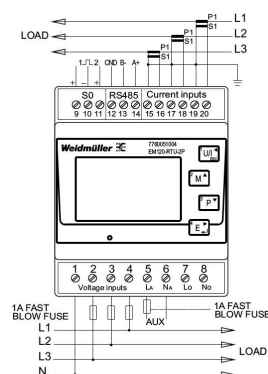 P1 L1
S1
P1 L2
LOAD S1
P1 L3
S1
1 2 GND B- A+
+ - +
S0 RS485 Current inputs
9 10 11 12 13 14 15 16 17 18 19 20
Weidmüller 7760051004
EM120-RTU-2P
U/I
ESC
M
P
E
1 2 3 4 5 6 7 8
Voltage inputs LA NA Lo No
1A FAST
BLOW FUSE
AUX
1A FAST
BLOW FUSE
L1
L2
L3
LOAD
N